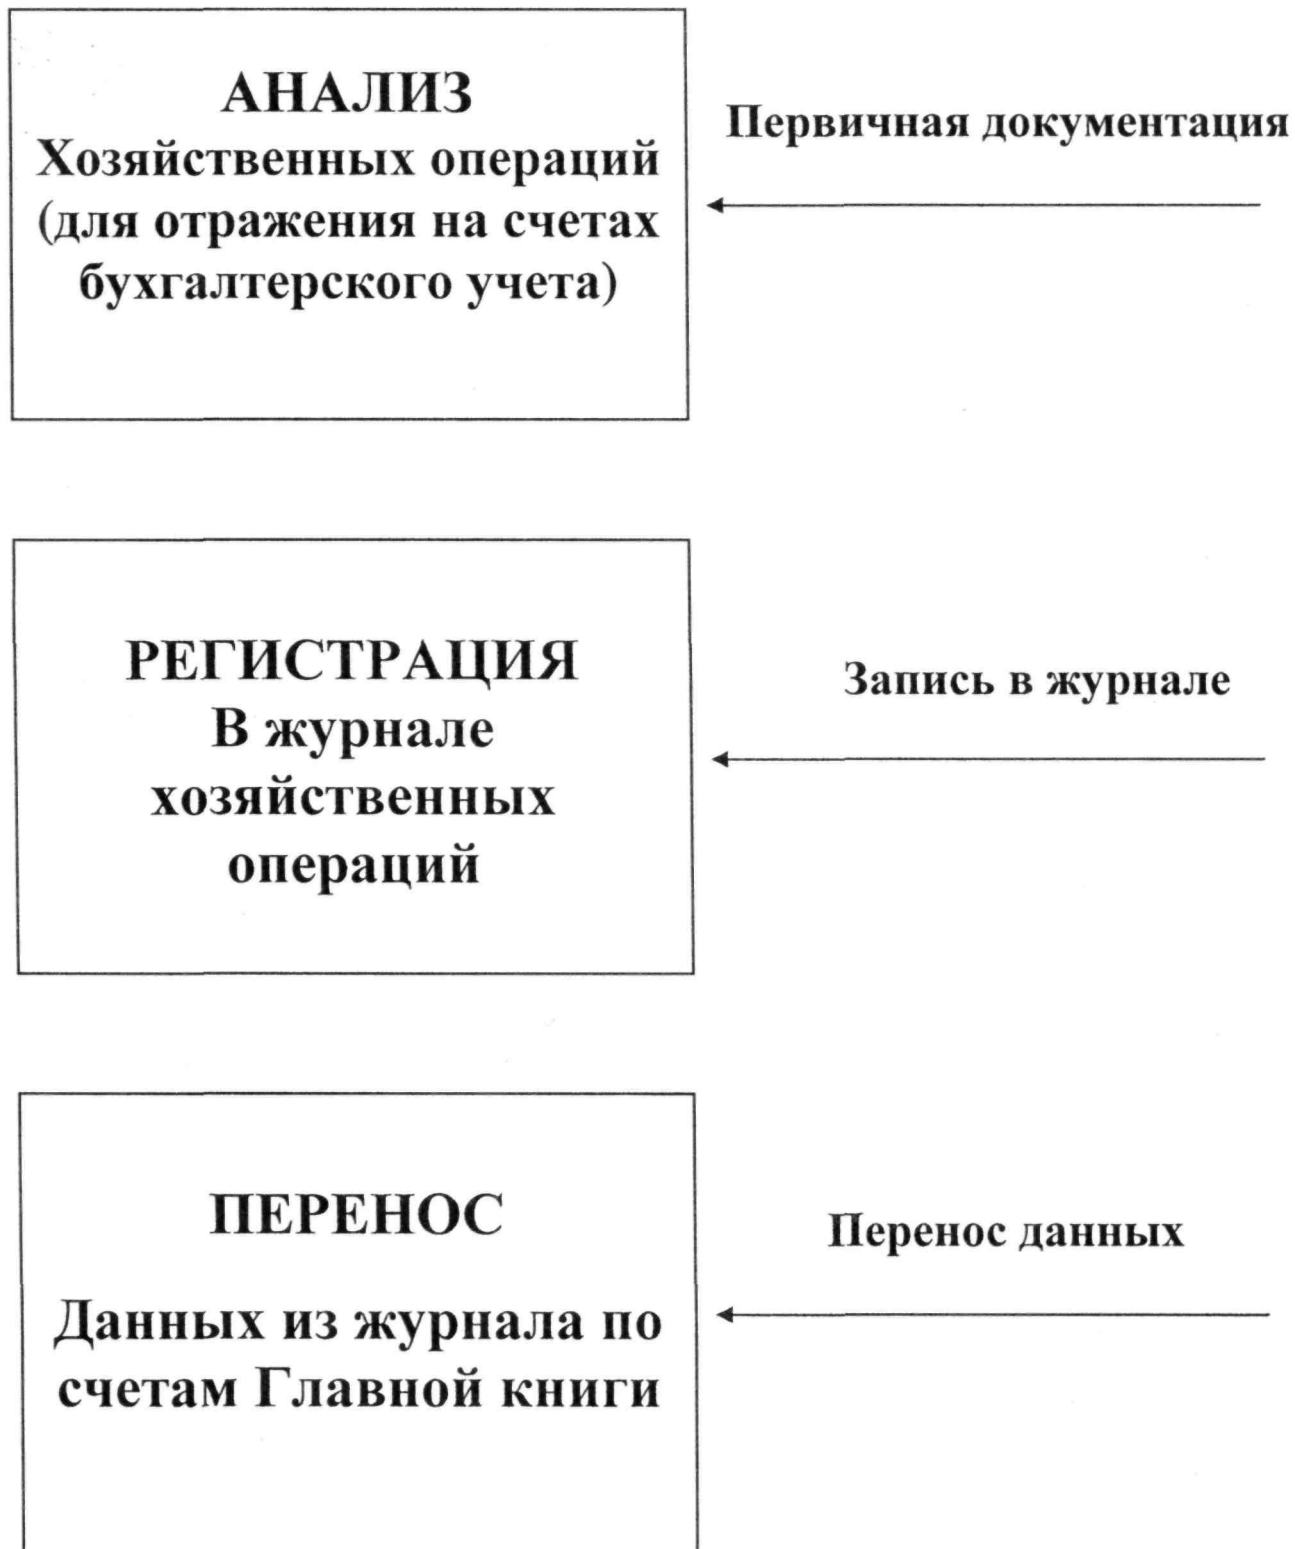 АНАЛИЗ
Хозяйственных операций
(для отражения на счетах
бухгалтерского учета)
Первичная документация
РЕГИСТРАЦИЯ
В журнале
хозяйственных
операций
Запись в журнале
ПЕРЕНОС
Данных из журнала по
счетам Главной книги
Перенос данных